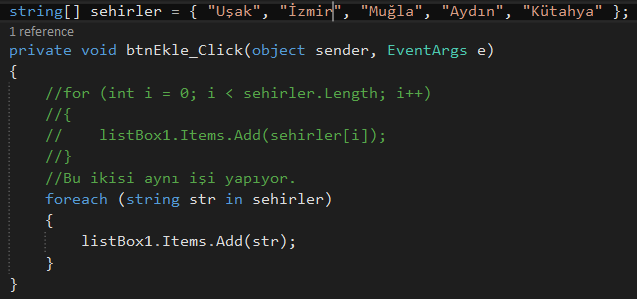 string[] sehirler = { "Uşak", "İzmir", "Muğla", "Aydın", "Kütahya" };
1 reference
private void btnEkle_Click(object sender, EventArgs e)
{
//for (int i = 0; i < sehirler.Length; i++)
//{
//    listBox1.Items.Add(sehirler[i]);
//}
//Bu ikisi aynı işi yapıyor.
foreach (string str in sehirler)
{
listBox1.Items.Add(str);
}
}